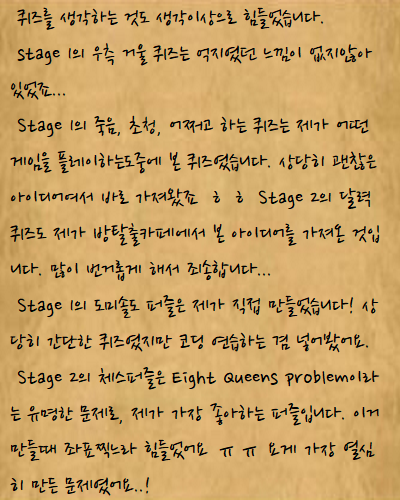 퀴즈를 생각하는 것도 생각이상으로 힘들었습니다.
Stage 1의 우측 거울 퀴즈는 억지였던 느낌이 없지않아
있었죠...
Stage 1의 죽음, 초청, 어쩌고 하는 퀴즈는 제가 어떤
게임을 플레이하는도중에 본 퀴즈였습니다. 상당히 괜찮은
아이디어여서 바로 가져왔죠 ㅎ ㅎ Stage 2의 달력
퀴즈도 제가 방탈출카페에서 본 아이디어를 가져온 것입
니다. 많이 번거롭게 해서 죄송합니다...
Stage 1의 도미솔도 퍼즐은 제가 직접 만들었습니다! 상
당히 간단한 퀴즈였지만 코딩 연습하는 겸 넣어봤어요.
Stage 2의 체스퍼즐은 Eight Queens problem이라
는 유명한 문제로, 제가 가장 좋아하는 퍼즐입니다. 이거
만들때 좌표찍느라 힘들었어요 ㅠ ㅠ 요게 가장 열심
히 만든 문제였어요..!